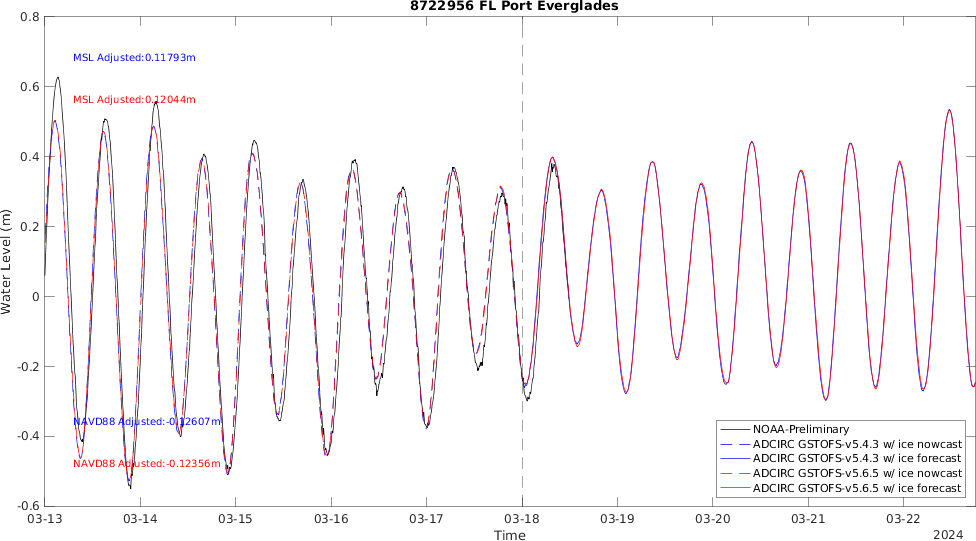 8722956 FL Port Everglades
0.8
0.6
0.4
0.2
0
-0.2
-0.4
-0.6
Water Level (m)
MSL Adjusted:0.11793m
MSL Adjusted:0.12044m
NAVD88 Adjusted:-0.12607m
NAVD88 Adjusted:-0.12356m
NOAA-Preliminary
ADCIRC GSTOFS-v5.4.3 w/ ice nowcast
ADCIRC GSTOFS-v5.4.3 w/ ice forecast
ADCIRC GSTOFS-v5.6.5 w/ ice nowcast
ADCIRC GSTOFS-v5.6.5 w/ ice forecast
03-13 03-14 03-15 03-16 03-17 03-18 03-19 03-20 03-21 03-22
Time
2024